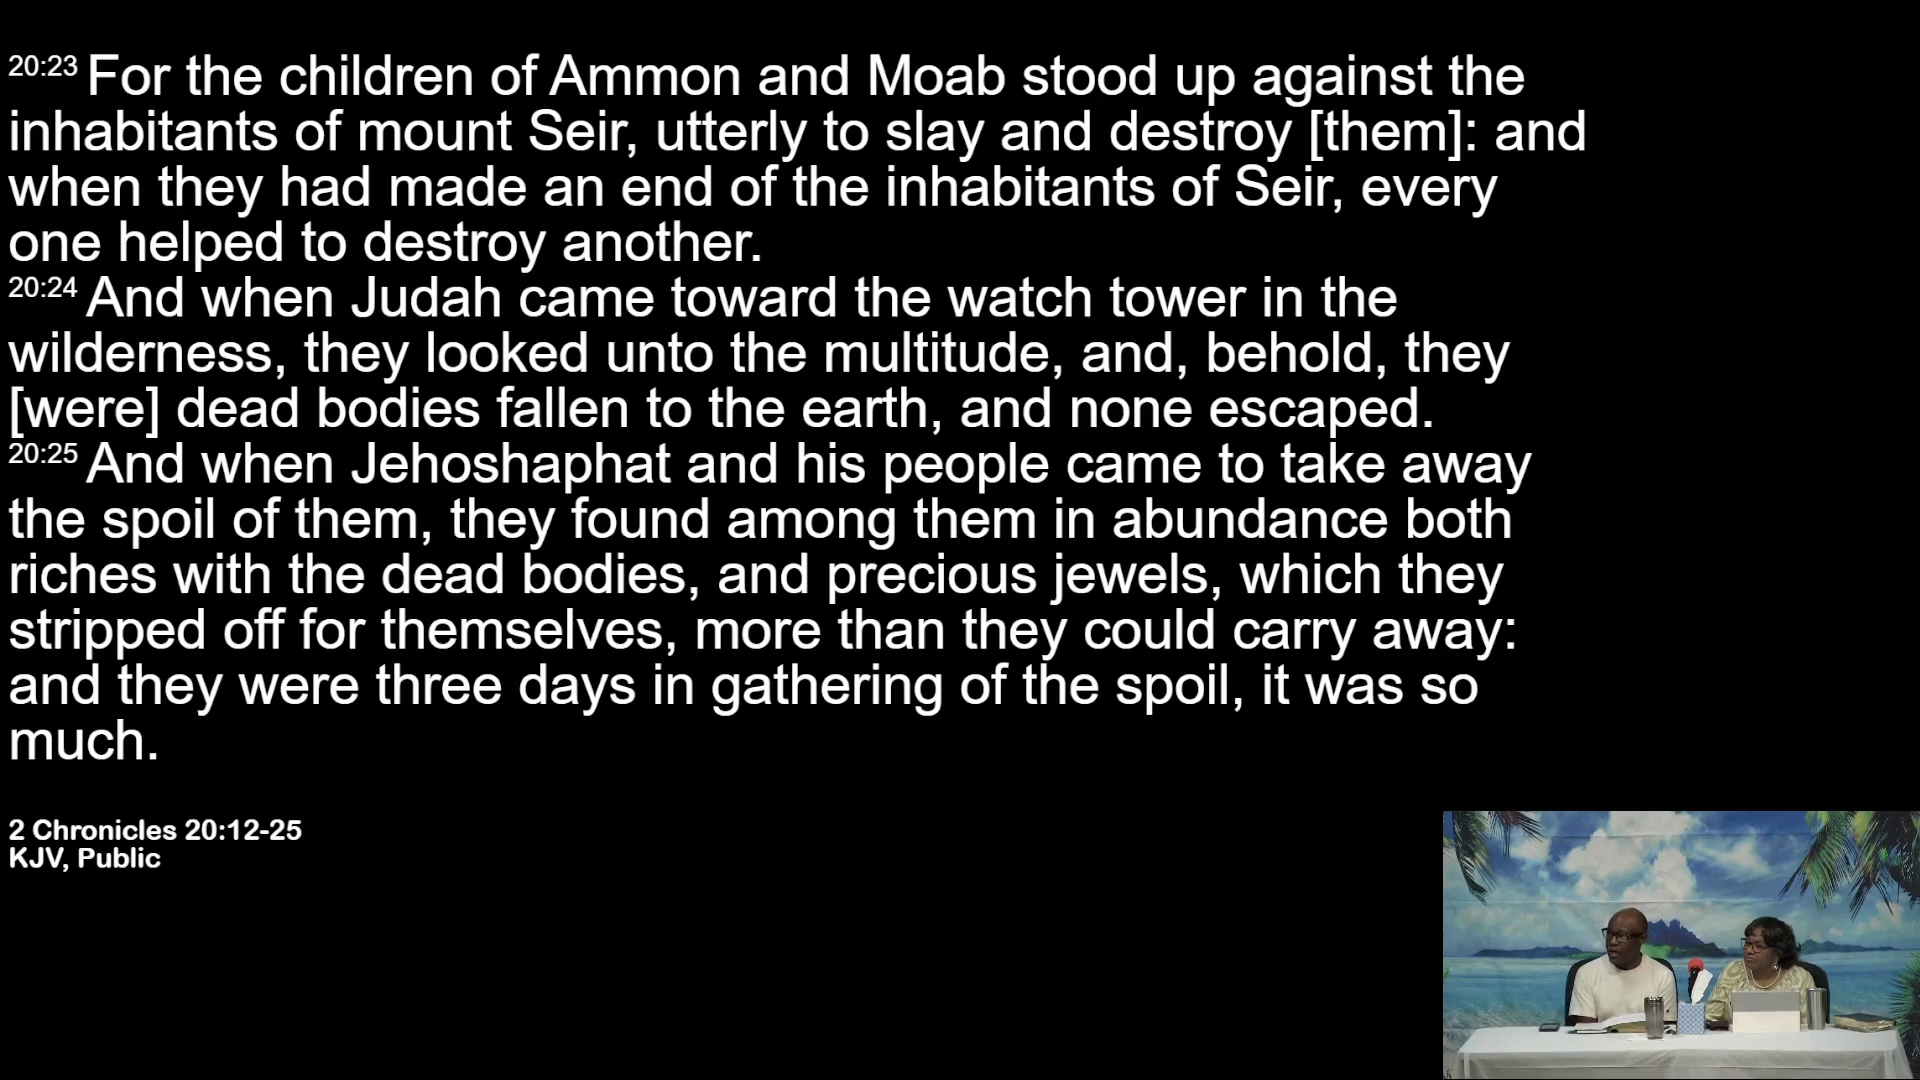 20:23 For the children of Ammon and Moab stood up against the
inhabitants of mount Seir, utterly to slay and destroy [them]: and
when they had made an end of the inhabitants of Seir, every
one helped to destroy another.
20:24 And when Judah came toward the watch tower in the
wilderness, they looked unto the multitude, and, behold, they
[were] dead bodies fallen to the earth, and none escaped.
20:25 And when Jehoshaphat and his people came to take away
the spoil of them, they found among them in abundance both
riches with the dead bodies, and precious jewels, which they
stripped off for themselves, more than they could carry away:
and they were three days in gathering of the spoil, it was so
much.
2 Chronicles 20:12-25
KJV, Public